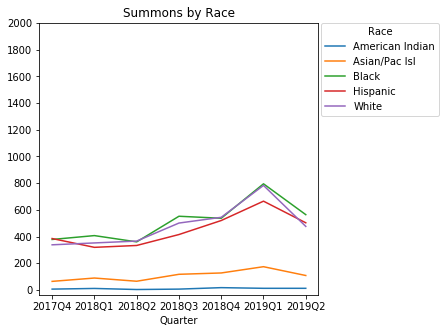 Summons by Race
2000
1800
1600
1400
1200
1000
800
600
400
200
0
2017Q4 2018Q1 2018Q2 2018Q3 2018Q4 2019Q1 2019Q2
Quarter
Race
American Indian
Asian/Pac Isl
Black
Hispanic
White